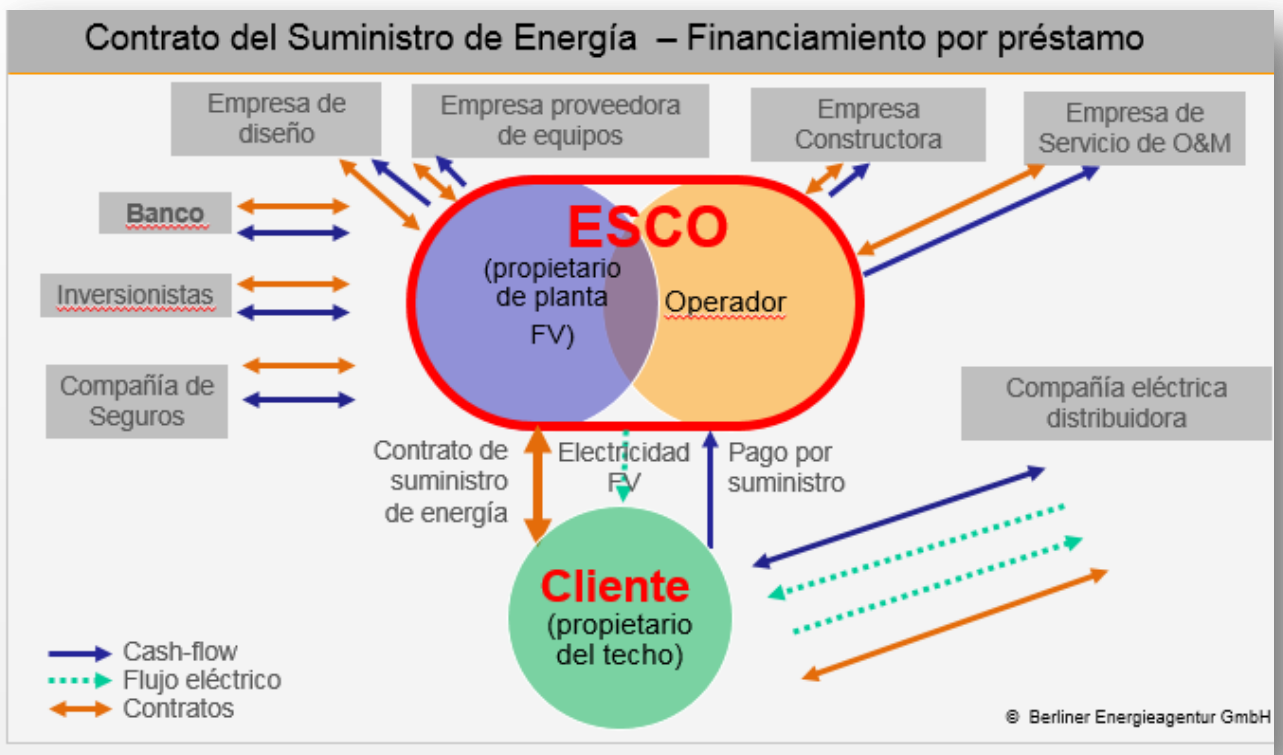 Contrato del Suministro de Energía – Financiamiento por préstamo
Empresa de
diseño
Empresa proveedora
de equipos
Empresa
Constructora
Empresa de
Servicio de O&M
Banco
Inversionistas
Compañía de
Seguros
ESCO
(propietario
de planta
FV)
Operador
Compañía eléctrica
distribuidora
Contrato de
suministro
de energía
Electricidad
FV
Pago por
suministro
Cliente
(propietario
del techo)
Cash-flow
Flujo eléctrico
Contratos
© Berliner Energieagentur GmbH